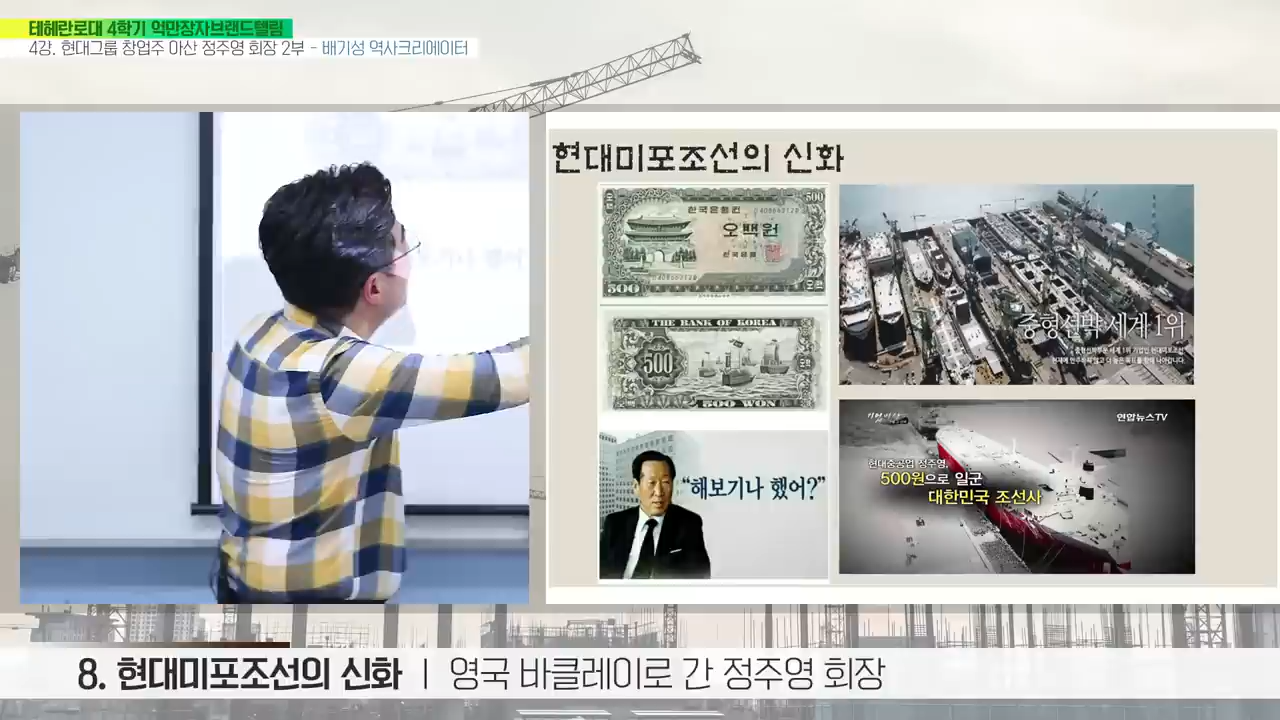 테헤란로대 4학기 억만장자브랜드텔링
4강. 현대그룹 창업주 아산 정주영 회장 2부 - 배기성 역사크리에이터
현대미포조선의 신화
한국은행권
500
오백원
한국은행
500
THE BANK OF KOREA
500
500 WON
"해보기나 했어?"
중형선박 세계 1위
연합뉴스TV
현대중공업 정주영,
500원으로 일군
대한민국 조선사
8. 현대미포조선의 신화 | 영국 바클레이로 간 정주영 회장